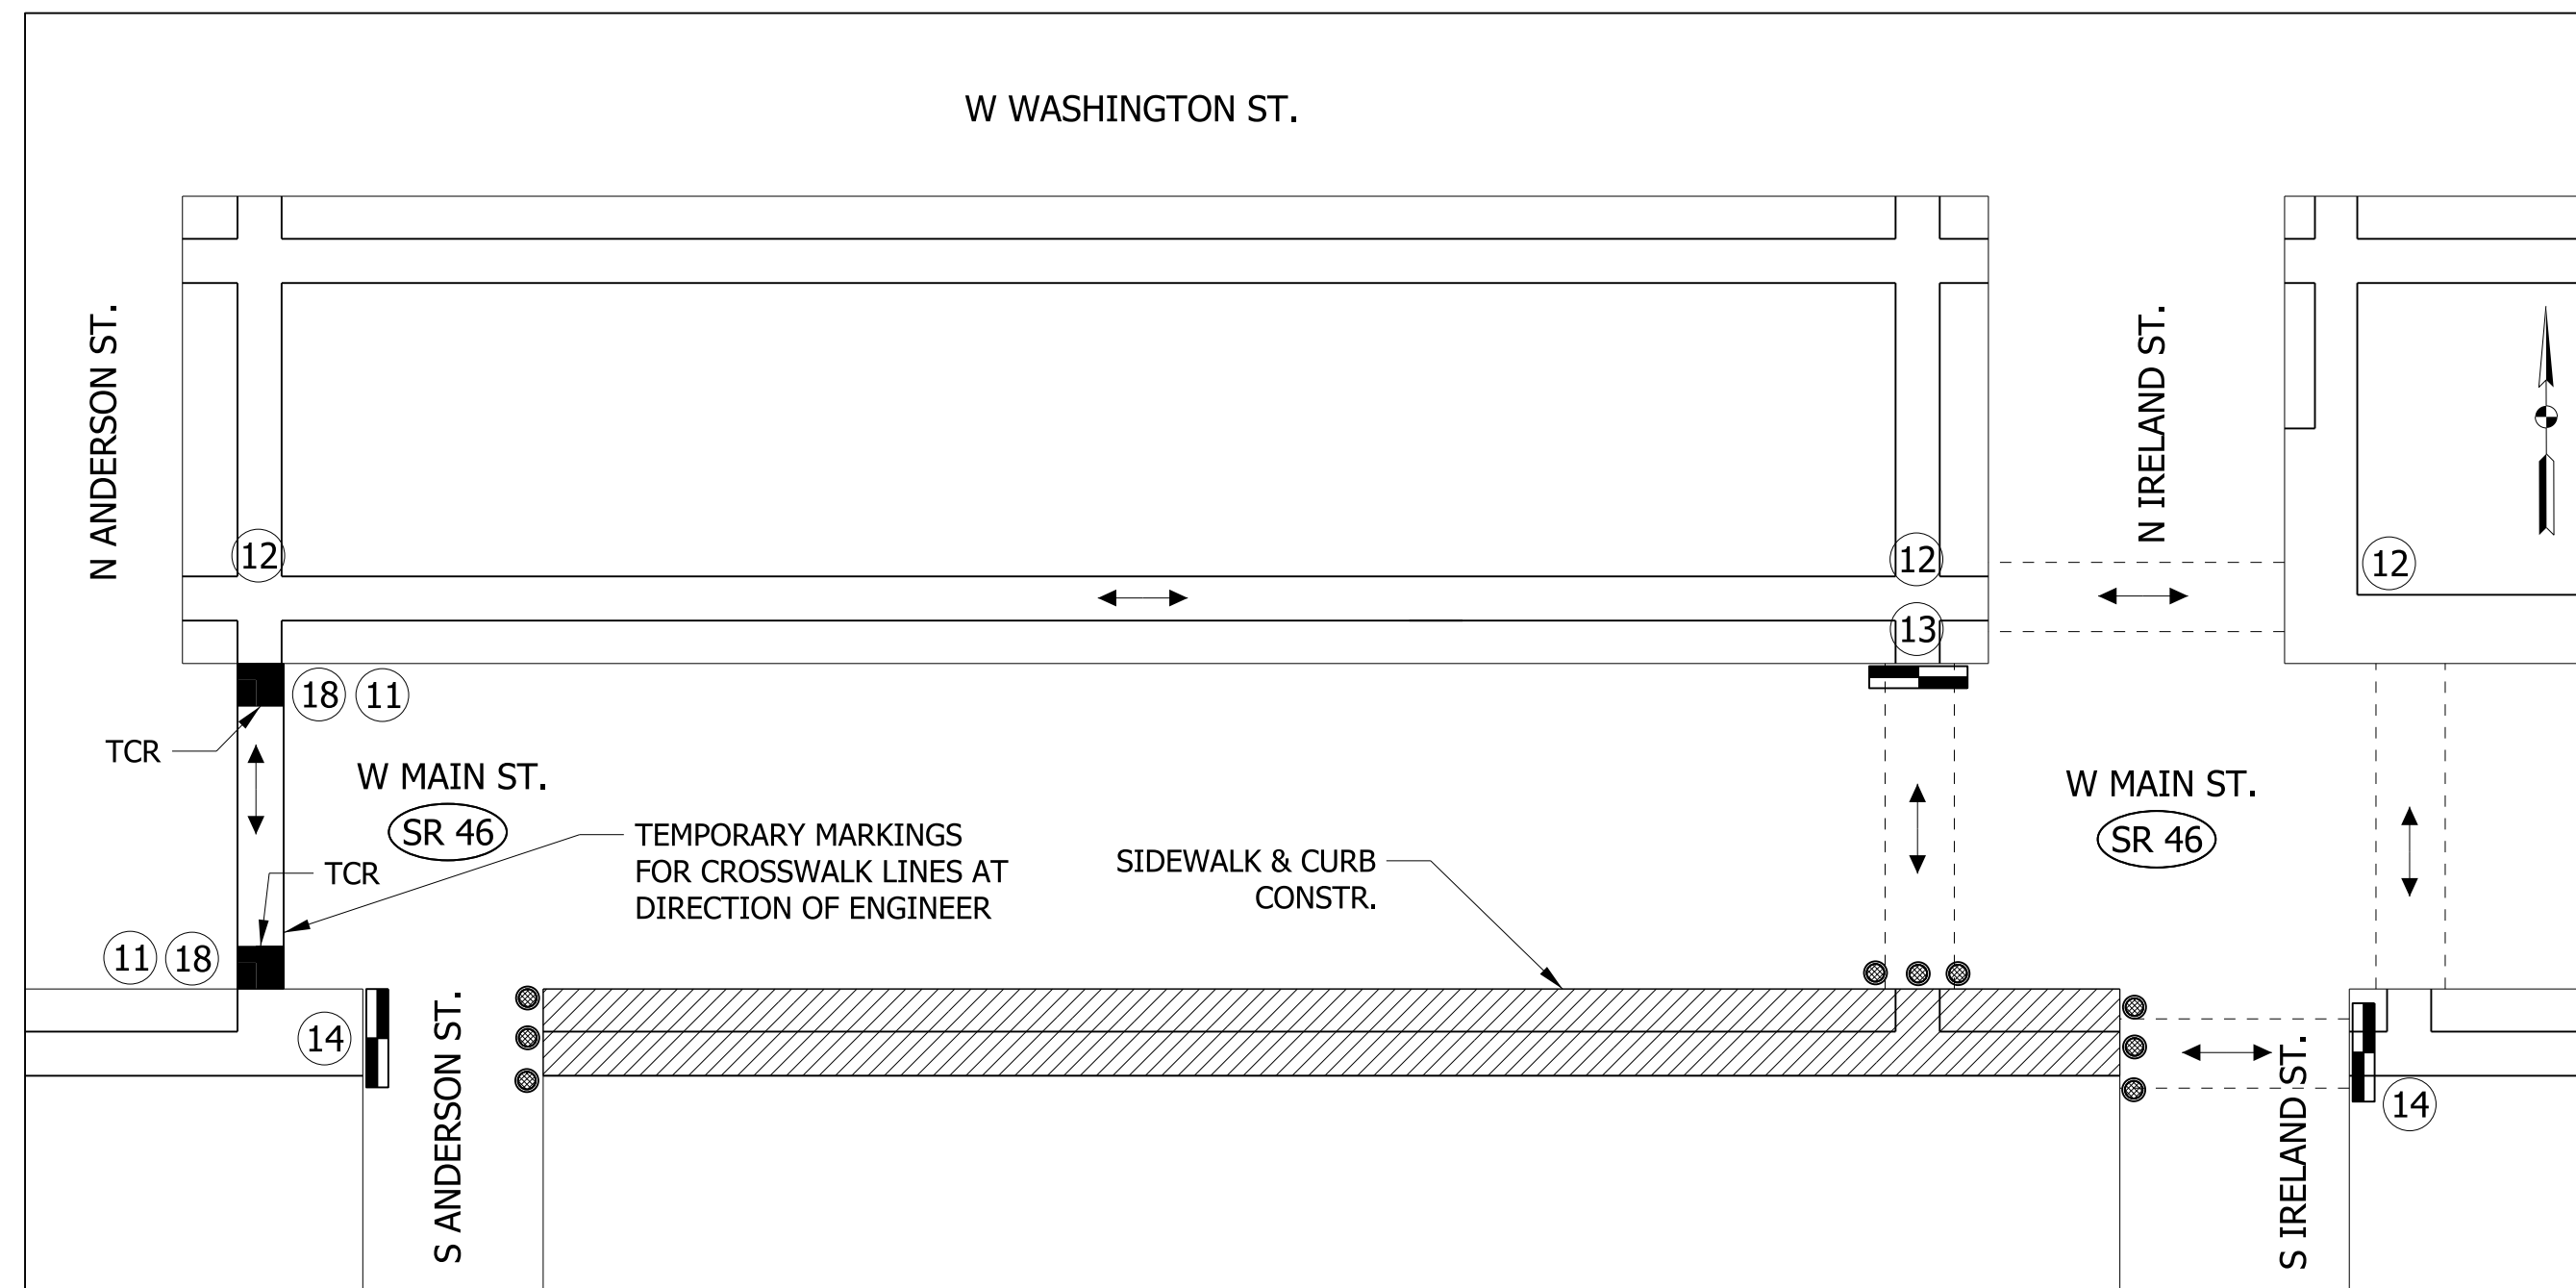 W WASHINGTON ST.
N ANDERSON ST.
N IRELAND ST.
12
12
12
13
18
11
TCR
W MAIN ST.
SR 46
W MAIN ST.
SR 46
TEMPORARY MARKINGS
FOR CROSSWALK LINES AT
DIRECTION OF ENGINEER
SIDEWALK & CURB
CONSTR.
TCR
11
18
14
S ANDERSON ST.
S IRELAND ST.
14